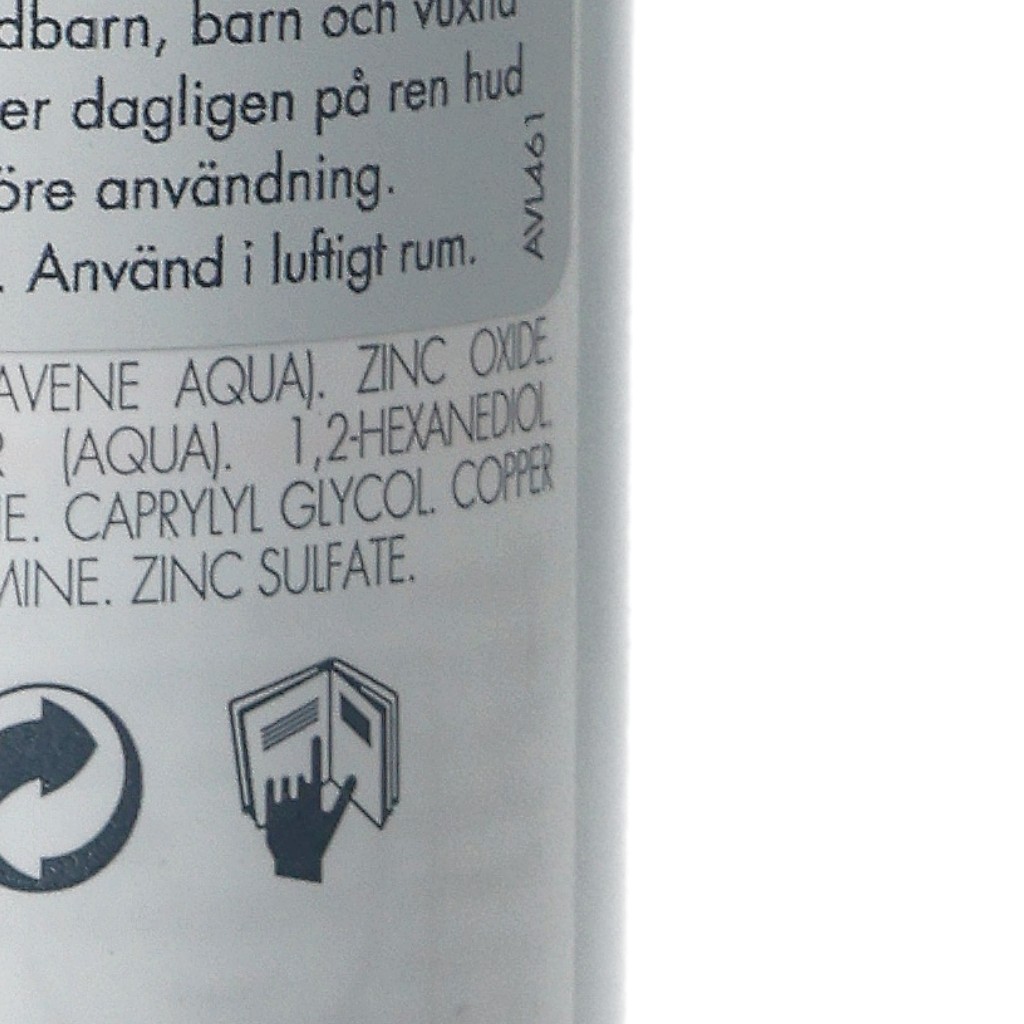 dbarn, barn och vuxna
er dagligen på ren hud
öre användning.
. Använd i luftigt rum.
AVL461
AVENE AQUA). ZINC OXIDE.
R (AQUA). 1,2-HEXANEDIOL.
E. CAPRYLYL GLYCOL. COPPER
MINE. ZINC SULFATE.